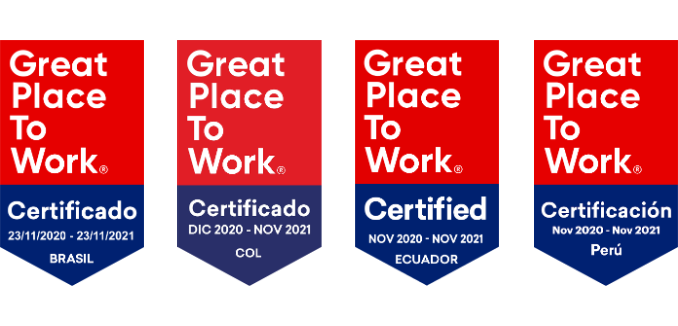 Great
Place
To
Work®
Certificado
23/11/2020 - 23/11/2021
BRASIL
Great
Place
To
Work®
Certificado
DIC 2020 - NOV 2021
COL
Great
Place
To
Work®
Certified
NOV 2020 - NOV 2021
ECUADOR
Great
Place
To
Work®
Certificación
Nov 2020 - Nov 2021
Perú